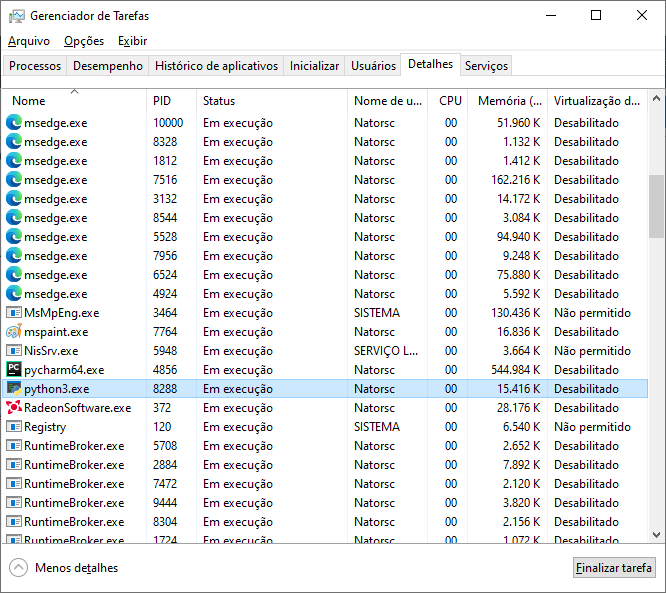 Gerenciador de Tarefas
Arquivo Opções Exibir
Processos Desempenho Histórico de aplicativos Inicializar Usuários Detalhes Serviços
Nome PID Status Nome de u... CPU Memória (... Virtualização d...
msedge.exe 10000 Em execução Natorsc 00 51.960 K Desabilitado
msedge.exe 8328 Em execução Natorsc 00 1.132 K Desabilitado
msedge.exe 1812 Em execução Natorsc 00 1.412 K Desabilitado
msedge.exe 7516 Em execução Natorsc 00 162.216 K Desabilitado
msedge.exe 3132 Em execução Natorsc 00 14.172 K Desabilitado
msedge.exe 8544 Em execução Natorsc 00 3.084 K Desabilitado
msedge.exe 5528 Em execução Natorsc 00 94.940 K Desabilitado
msedge.exe 7956 Em execução Natorsc 00 9.248 K Desabilitado
msedge.exe 6524 Em execução Natorsc 00 75.880 K Desabilitado
msedge.exe 4924 Em execução Natorsc 00 5.592 K Desabilitado
MsMpEng.exe 3464 Em execução SISTEMA 00 130.436 K Não permitido
mspaint.exe 7764 Em execução Natorsc 00 16.836 K Desabilitado
NisSrv.exe 5948 Em execução SERVIÇO L... 00 3.664 K Não permitido
PC pycharm64.exe 4856 Em execução Natorsc 00 544.984 K Desabilitado
python3.exe 8288 Em execução Natorsc 00 15.416 K Desabilitado
RadeonSoftware.exe 372 Em execução Natorsc 00 28.176 K Desabilitado
Registry 120 Em execução SISTEMA 00 6.540 K Não permitido
RuntimeBroker.exe 5708 Em execução Natorsc 00 2.652 K Desabilitado
RuntimeBroker.exe 2884 Em execução Natorsc 00 7.892 K Desabilitado
RuntimeBroker.exe 7472 Em execução Natorsc 00 2.120 K Desabilitado
RuntimeBroker.exe 9444 Em execução Natorsc 00 3.820 K Desabilitado
RuntimeBroker.exe 8304 Em execução Natorsc 00 2.156 K Desabilitado
RuntimeBroker.exe 1724 Em execução Natorsc 00 1.072 K Desabilitado
Menos detalhes Finalizar tarefa